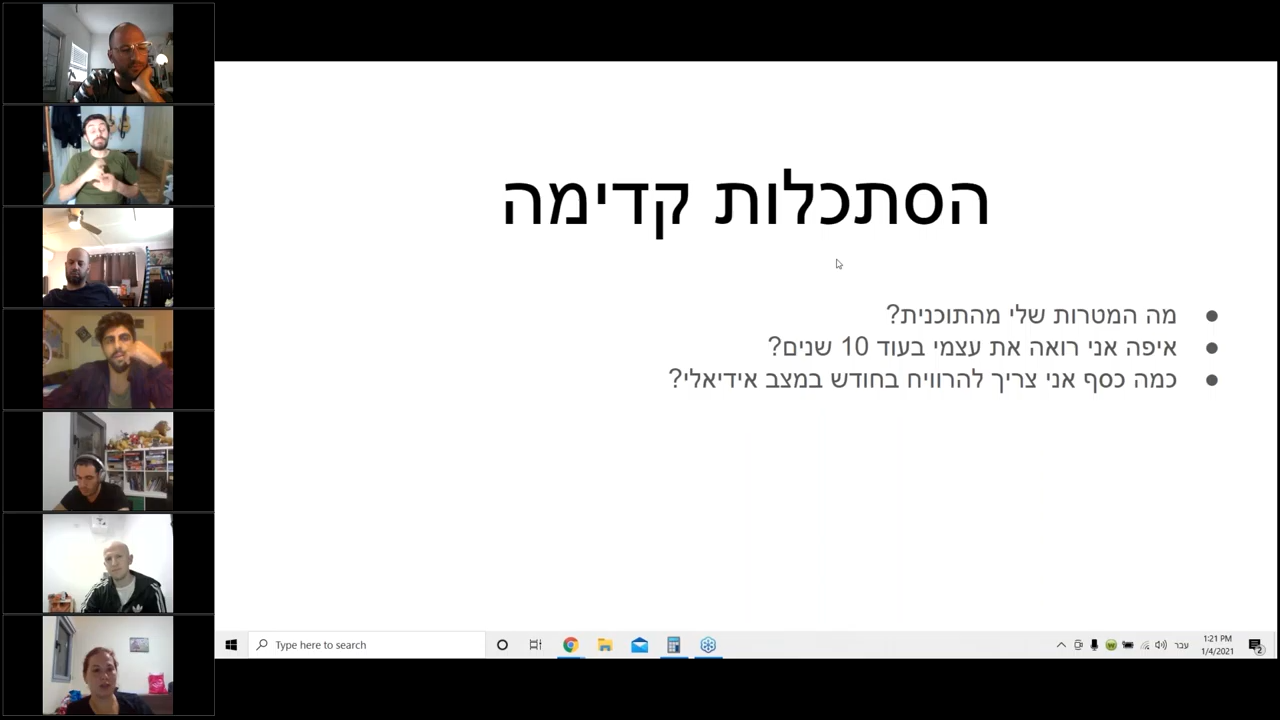 הסתכלות קדימה
● מה המטרות שלי מהתוכנית?
● איפה אני רואה את עצמי בעוד 10 שנים?
● כמה כסף אני צריך להרוויח בחודש במצב אידיאלי?
Type here to search
עבר
1:21 PM
1/4/2021
2